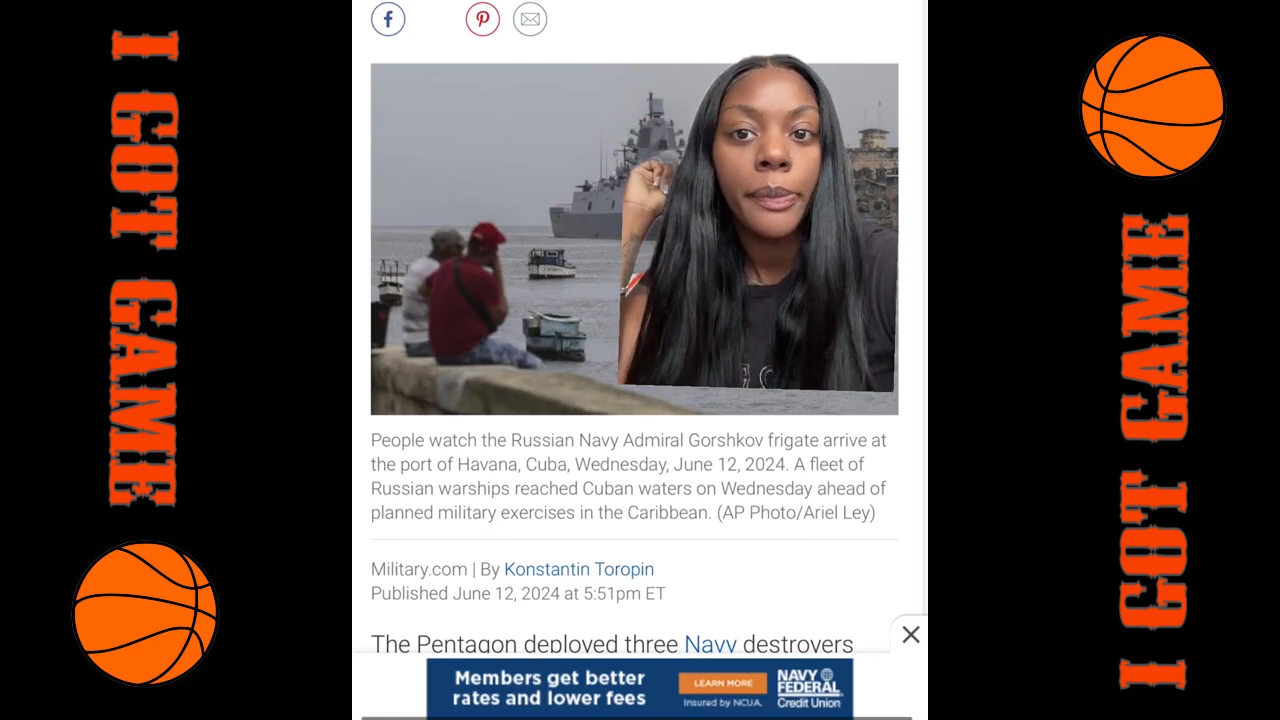 I GOT GAME
People watch the Russian Navy Admiral Gorshkov frigate arrive at
the port of Havana, Cuba, Wednesday, June 12, 2024. A fleet of
Russian warships reached Cuban waters on Wednesday ahead of
planned military exercises in the Caribbean. (AP Photo/Ariel Ley)
Military.com | By Konstantin Toropin
Published June 12, 2024 at 5:51pm ET
The Pentagon deployed three Navy destroyers
Members get better
rates and lower fees
LEARN MORE
Insured by NCUA.
NAVY
FEDERAL
Credit Union
I GOT GAME